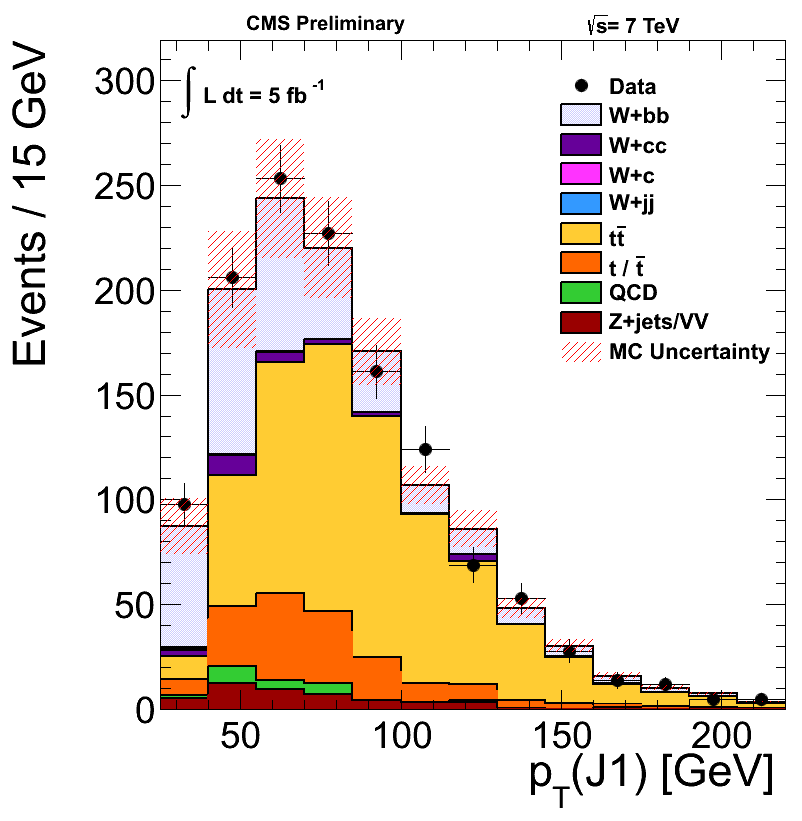 CMS Preliminary
√s= 7 TeV
∫ L dt = 5 fb⁻¹
Data
W+bb
W+cc
W+c
W+jj
tt̄
t / t̄
QCD
Z+jets/VV
MC Uncertainty
Events / 15 GeV
300
250
200
150
100
50
0
50 100 150 200
p_T(J1) [GeV]